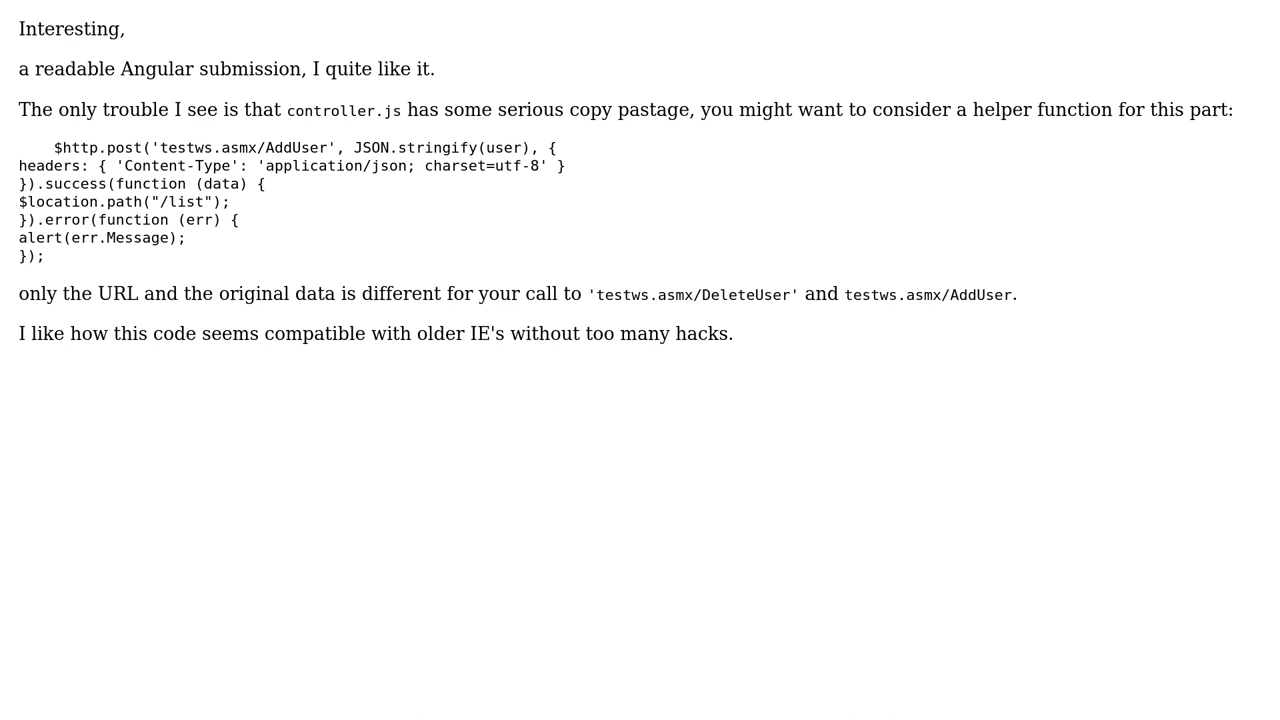 Interesting,
a readable Angular submission, I quite like it.
The only trouble I see is that controller.js has some serious copy pastage, you might want to consider a helper function for this part:
    $http.post('testws.asmx/AddUser', JSON.stringify(user), {
headers: { 'Content-Type': 'application/json; charset=utf-8' }
}).success(function (data) {
$location.path("/list");
}).error(function (err) {
alert(err.Message);
});
only the URL and the original data is different for your call to 'testws.asmx/DeleteUser' and testws.asmx/AddUser.
I like how this code seems compatible with older IE's without too many hacks.